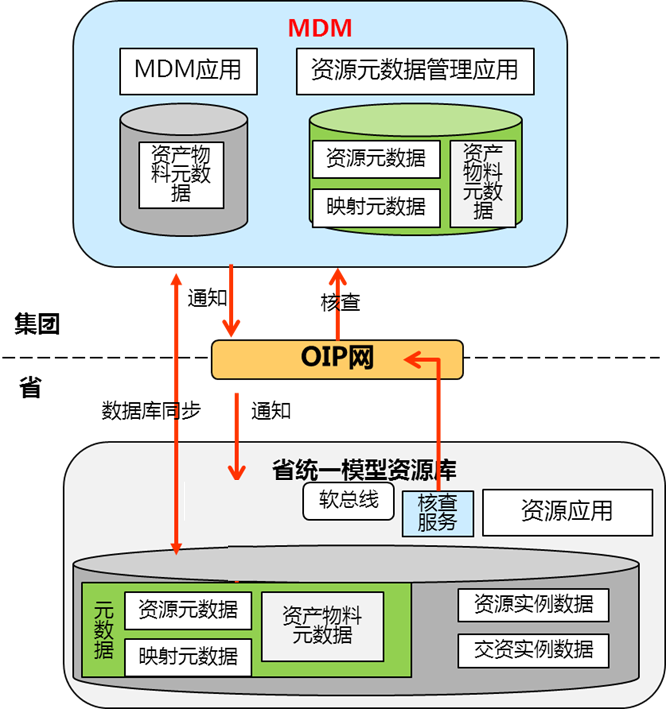 MDM
MDM应用
资源元数据管理应用
资产物
料元数
据
资源元数据
映射元数据
资产
物料
元数
据
通知
核查
集团
OIP网
省
数据库同步
通知
省统一模型资源库
软总线
核查
服务
资源应用
元
数
据
资源元数据
映射元数据
资产物料
元数据
资源实例数据
交资实例数据